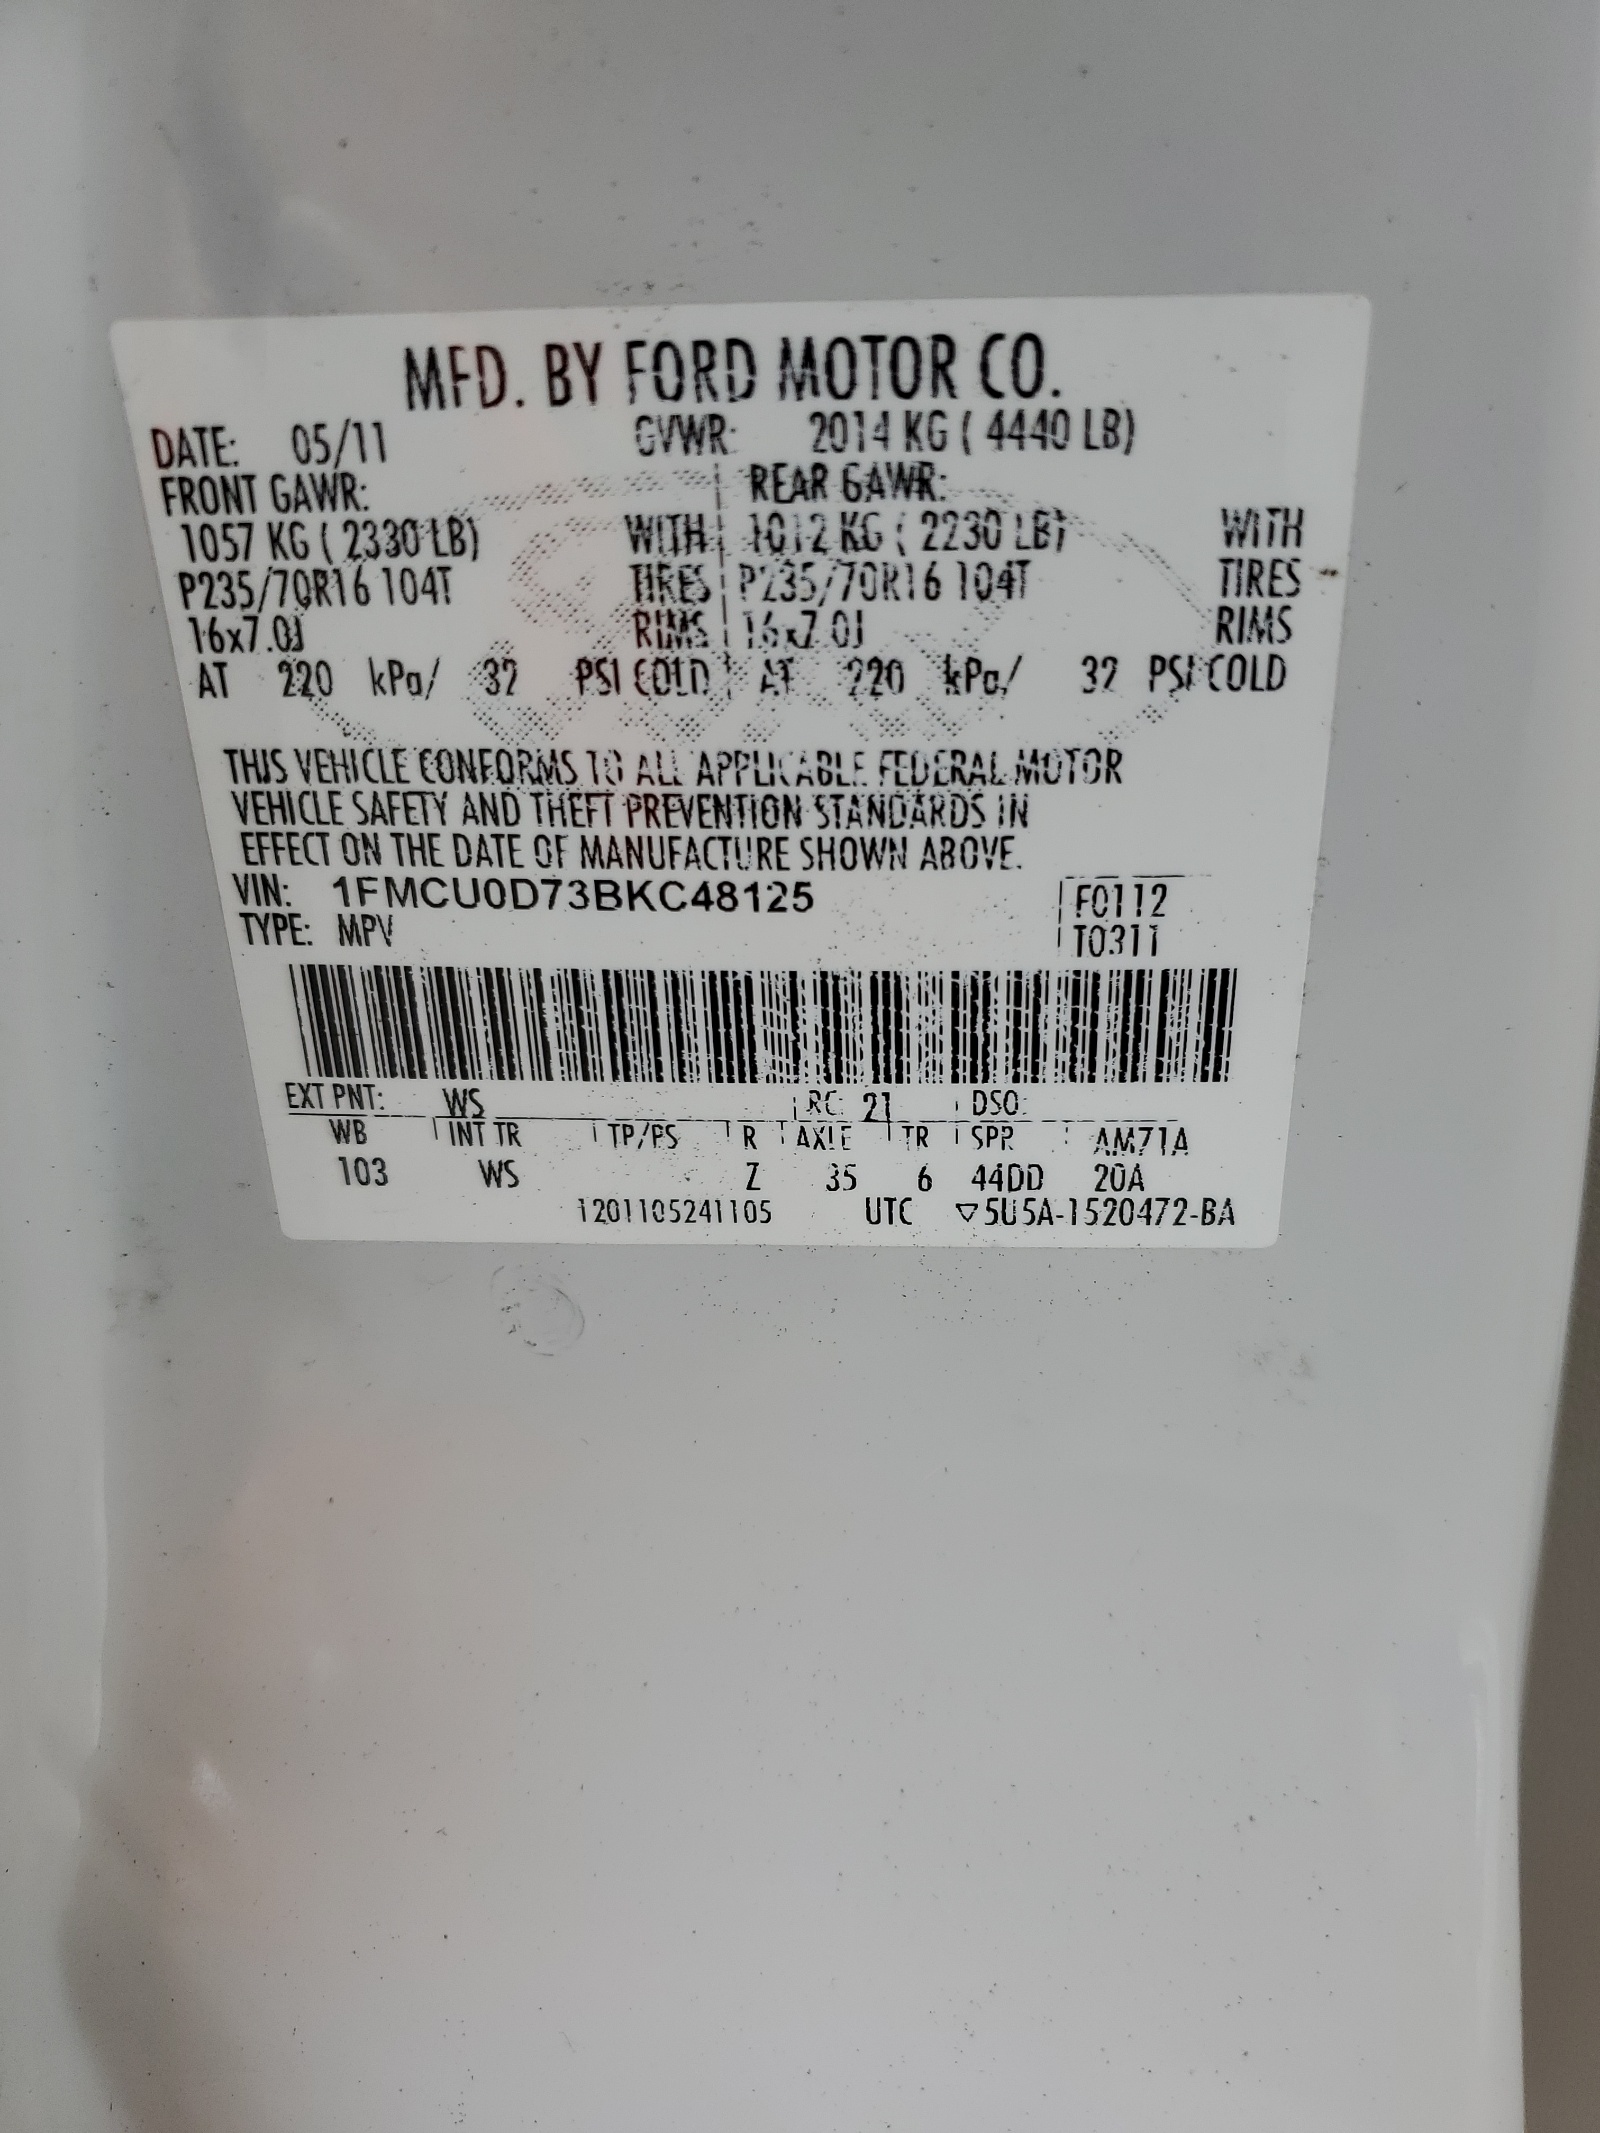 MFD. BY FORD MOTOR CO.
DATE: 05/11 GVWR: 2014 KG ( 4440 LB)
FRONT GAWR: REAR GAWR:
1057 KG ( 2330 LB) WITH 1012 KG ( 2230 LB) WITH
P235/70R16 104T TIRES P235/70R16 104T TIRES
16x7.0J RIMS 16x7.0J RIMS
AT 220 kPa/ 32 PSI COLD AT 220 kPa/ 32 PSI COLD
THIS VEHICLE CONFORMS TO ALL APPLICABLE FEDERAL MOTOR
VEHICLE SAFETY AND THEFT PREVENTION STANDARDS IN
EFFECT ON THE DATE OF MANUFACTURE SHOWN ABOVE.
VIN: 1FMCU0D73BKC48125 F0112
TYPE: MPV T0311
EXT PNT: WS RC: 21 DSO:
WB INT TR TP/PS R AXLE TR SPR AM71A
103 WS Z 35 6 44DD 20A
1201105241105 UTC ▽5U5A-1520472-BA